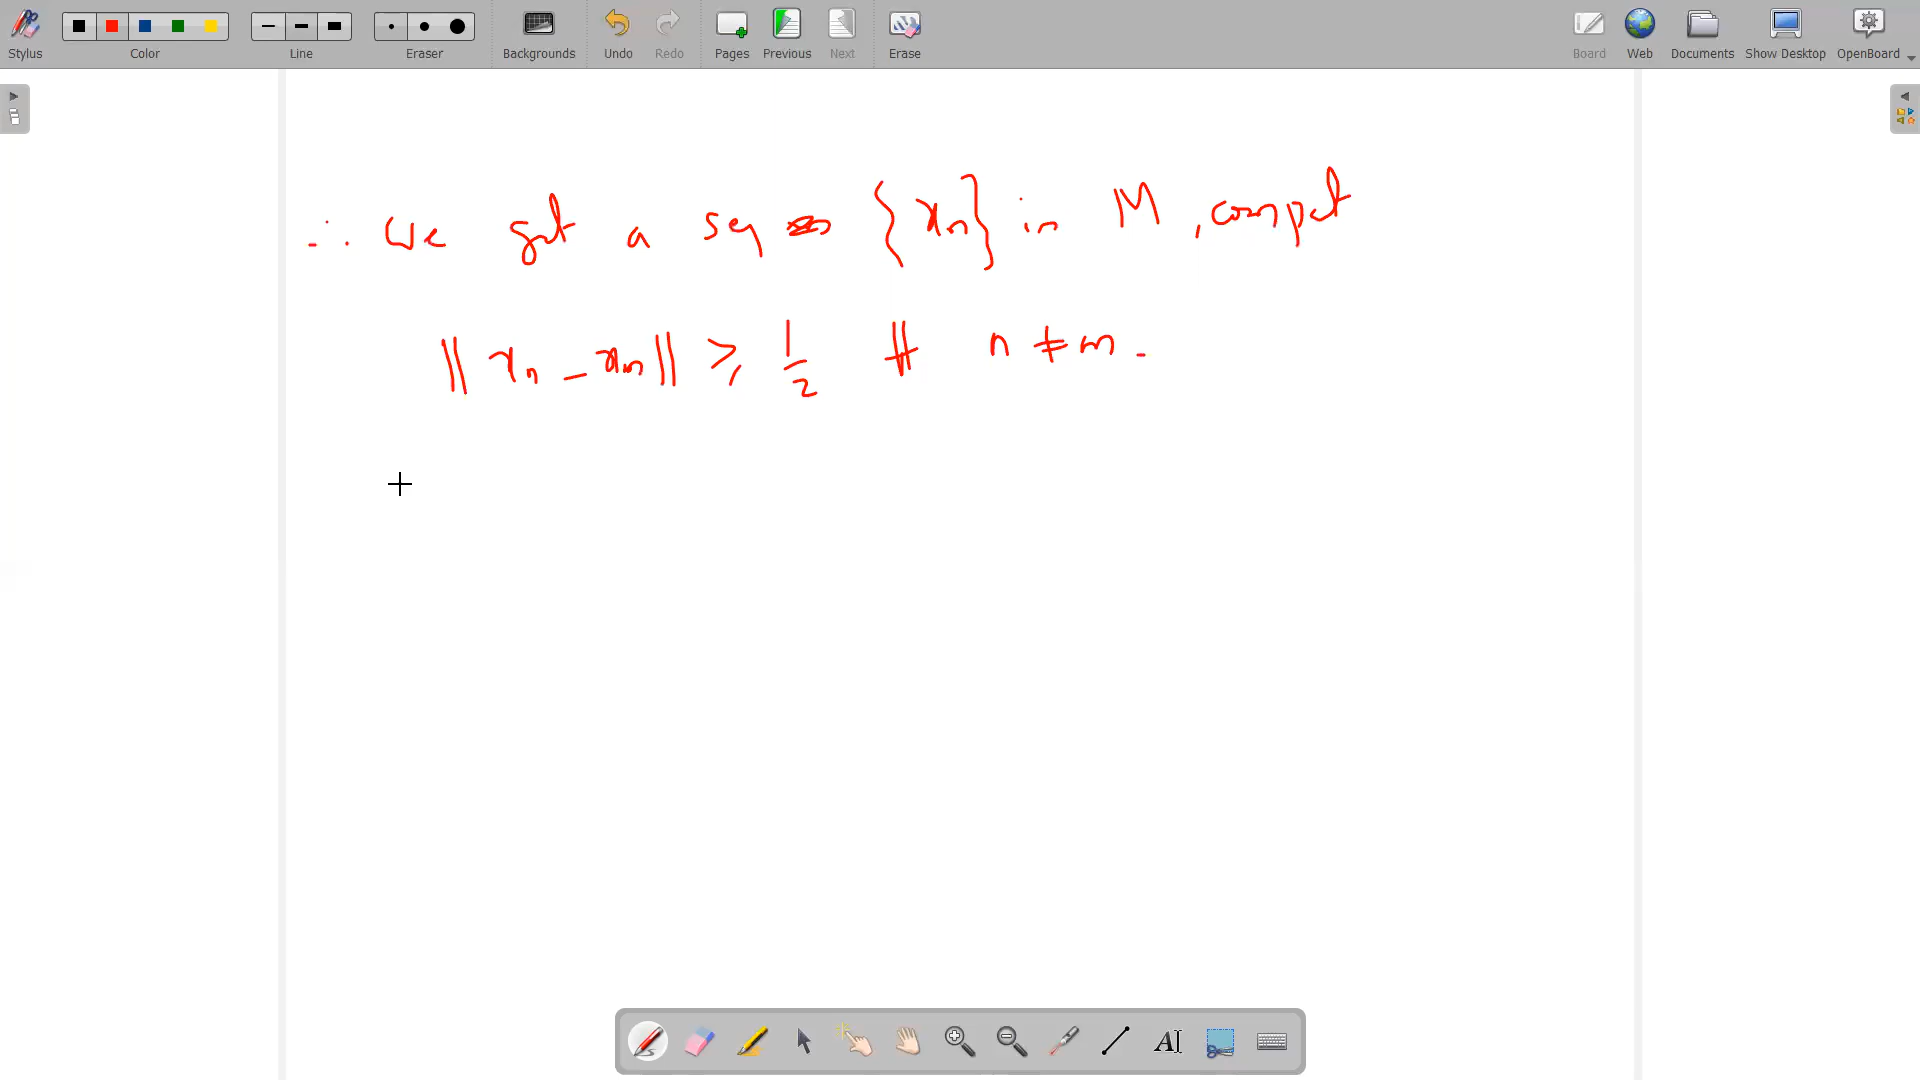 Stylus Color Line Eraser Backgrounds Undo Redo Pages Previous Next Erase Board Web Documents Show Desktop OpenBoard
∴ We get a seq {xn} in M, compact
|| xn - xm || ⩾ 1/2 # n ≠ m.